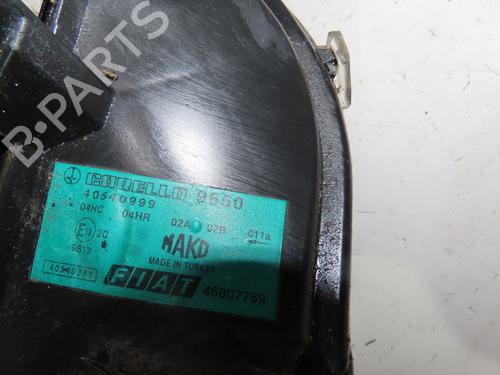 B-PARTS
CARELLO 9650
40540999
04HC 04HR 02A 02B 011a
20
9817
MAKO
MADE IN TURKEY
FIAT 46807769